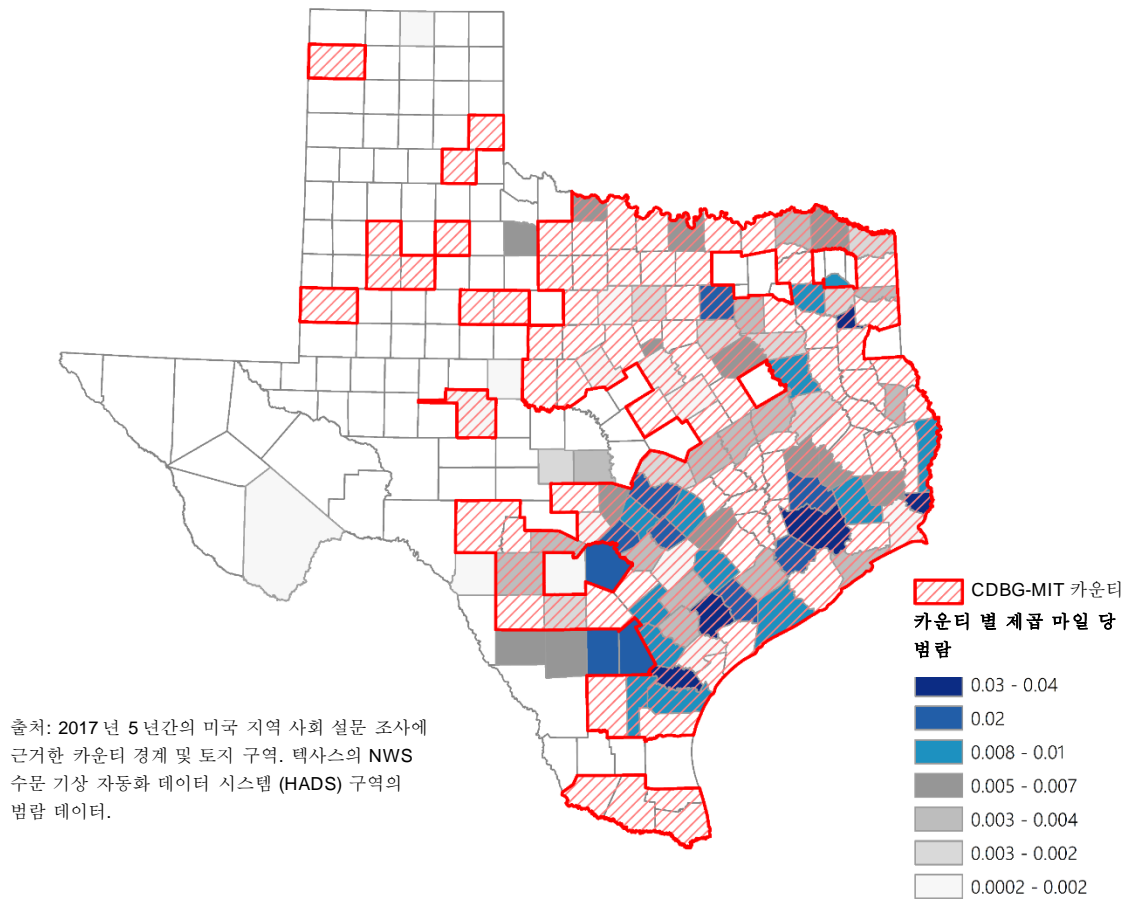 CDBG-MIT 카운티
카운티 별 제곱 마일 당
범람
0.03 - 0.04
0.02
0.008 - 0.01
0.005 - 0.007
0.003 - 0.004
0.003 - 0.002
0.0002 - 0.002
출처: 2017 년 5 년간의 미국 지역 사회 설문 조사에
근거한 카운티 경계 및 토지 구역. 텍사스의 NWS
수문 기상 자동화 데이터 시스템 (HADS) 구역의
범람 데이터.